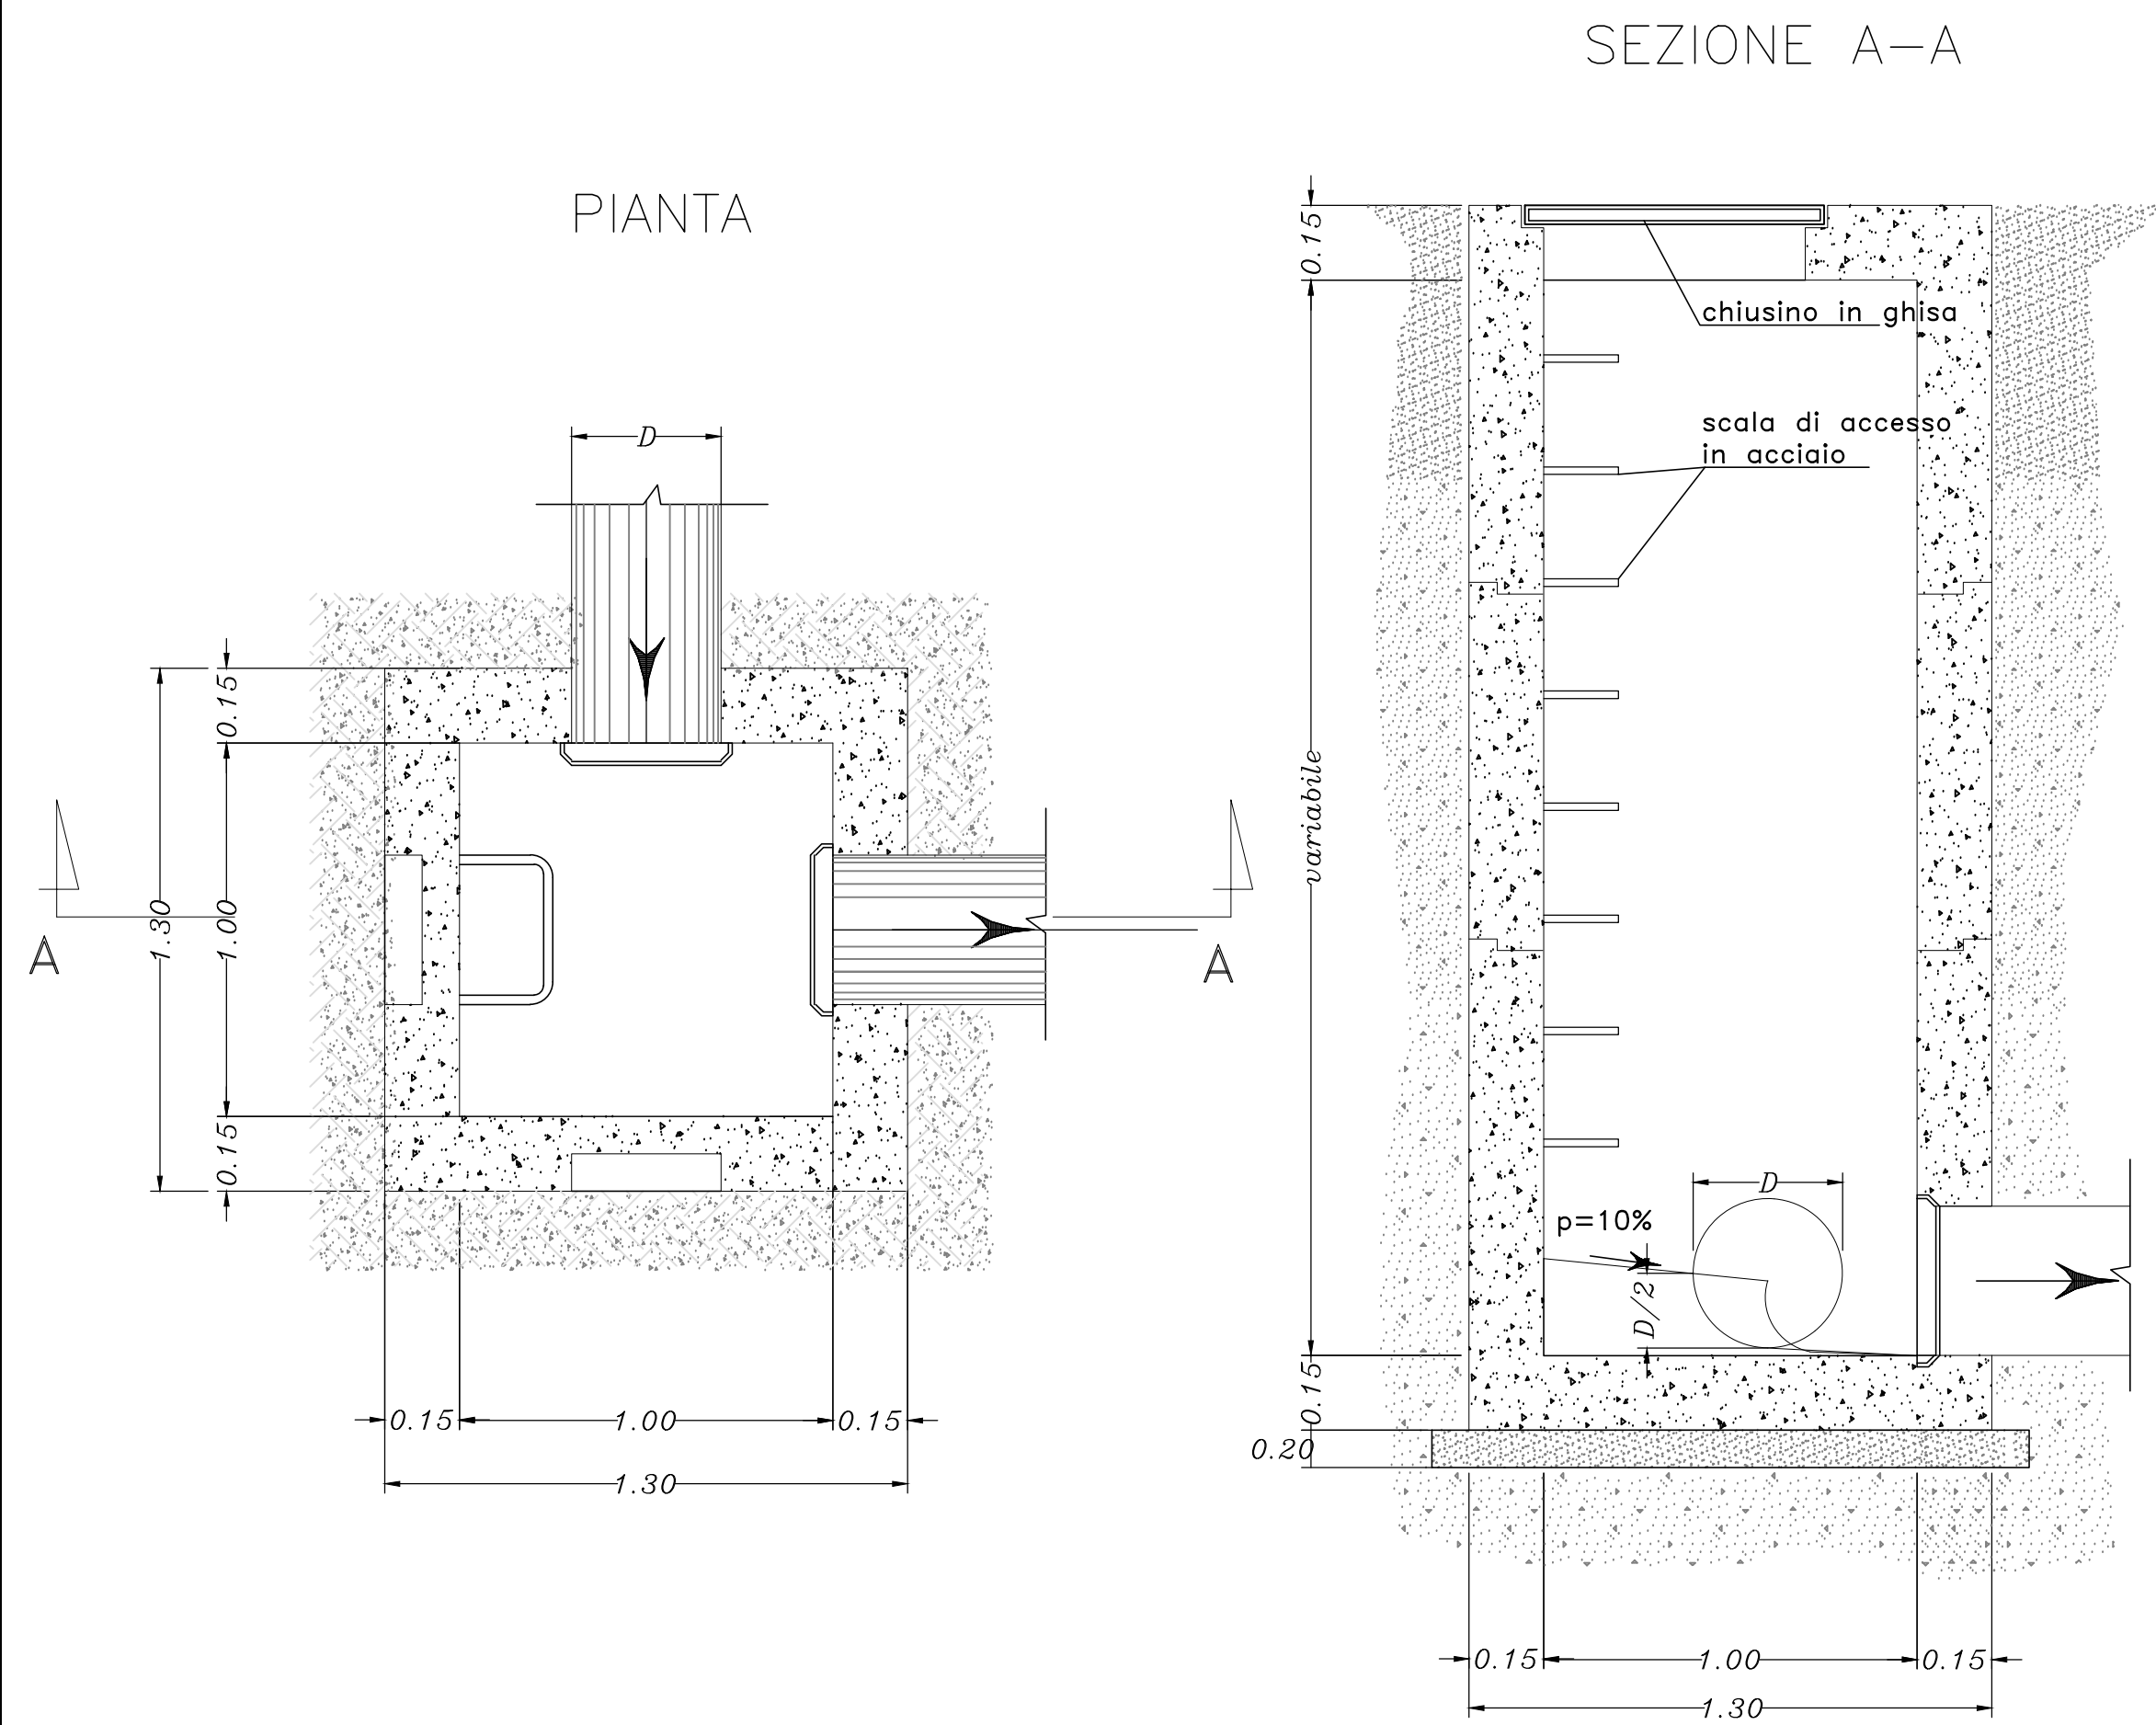 SEZIONE A-A
PIANTA
0.15
chiusino in ghisa
scala di accesso
in acciaio
variabile
D
0.15
1.00
1.30
0.15
A
A
0.15
1.00
0.15
1.30
D
p=10%
D/2
0.15
0.20
0.15
1.00
0.15
1.30